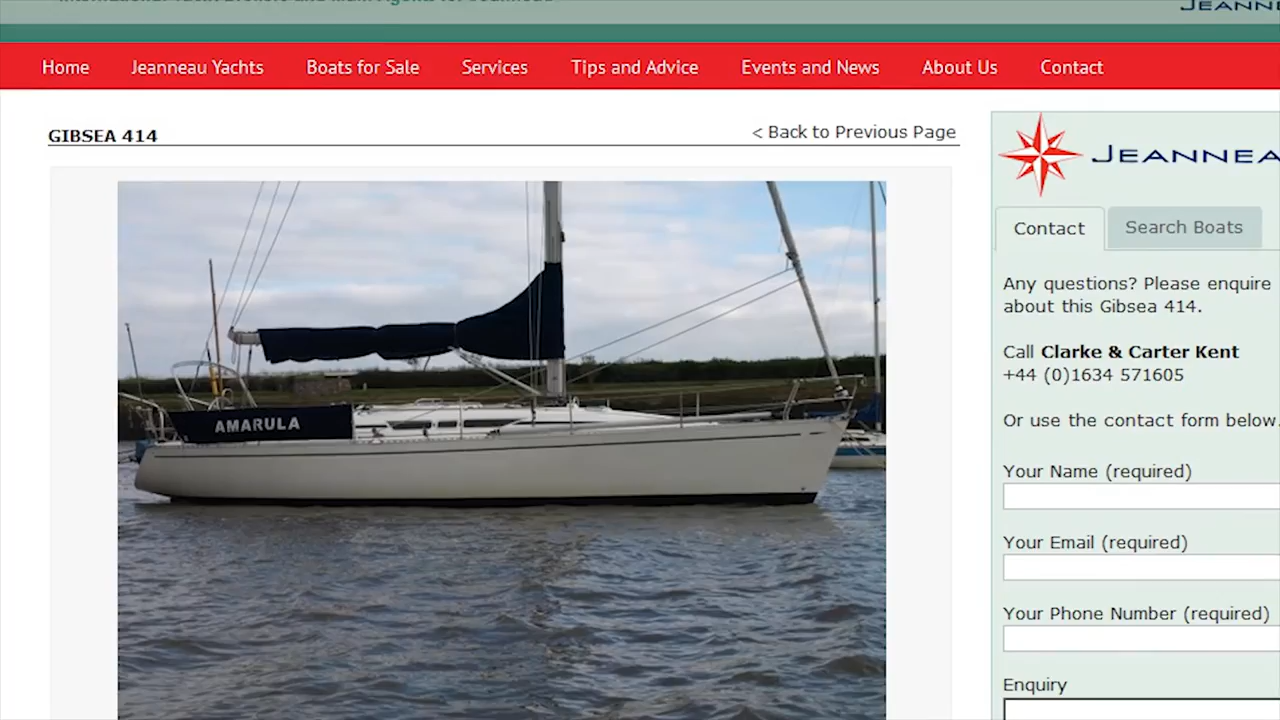 Home Jeanneau Yachts Boats for Sale Services Tips and Advice Events and News About Us Contact
GIBSEA 414
< Back to Previous Page
AMARULA
Contact Search Boats
Any questions? Please enquire
about this Gibsea 414.
Call Clarke & Carter Kent
+44 (0)1634 571605
Or use the contact form below.
Your Name (required)
Your Email (required)
Your Phone Number (required)
Enquiry